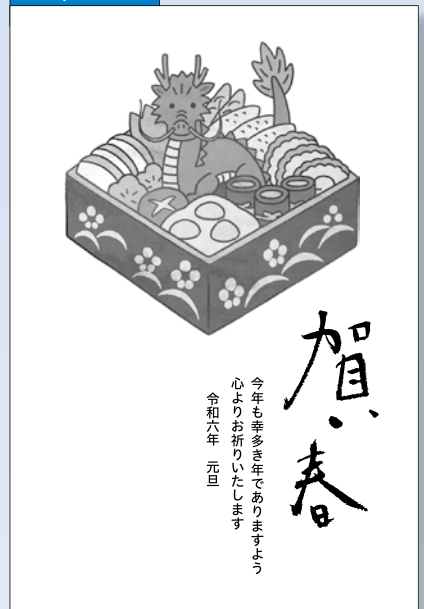 賀春
今年も幸多き年でありますよう
心よりお祈りいたします
令和六年　元旦